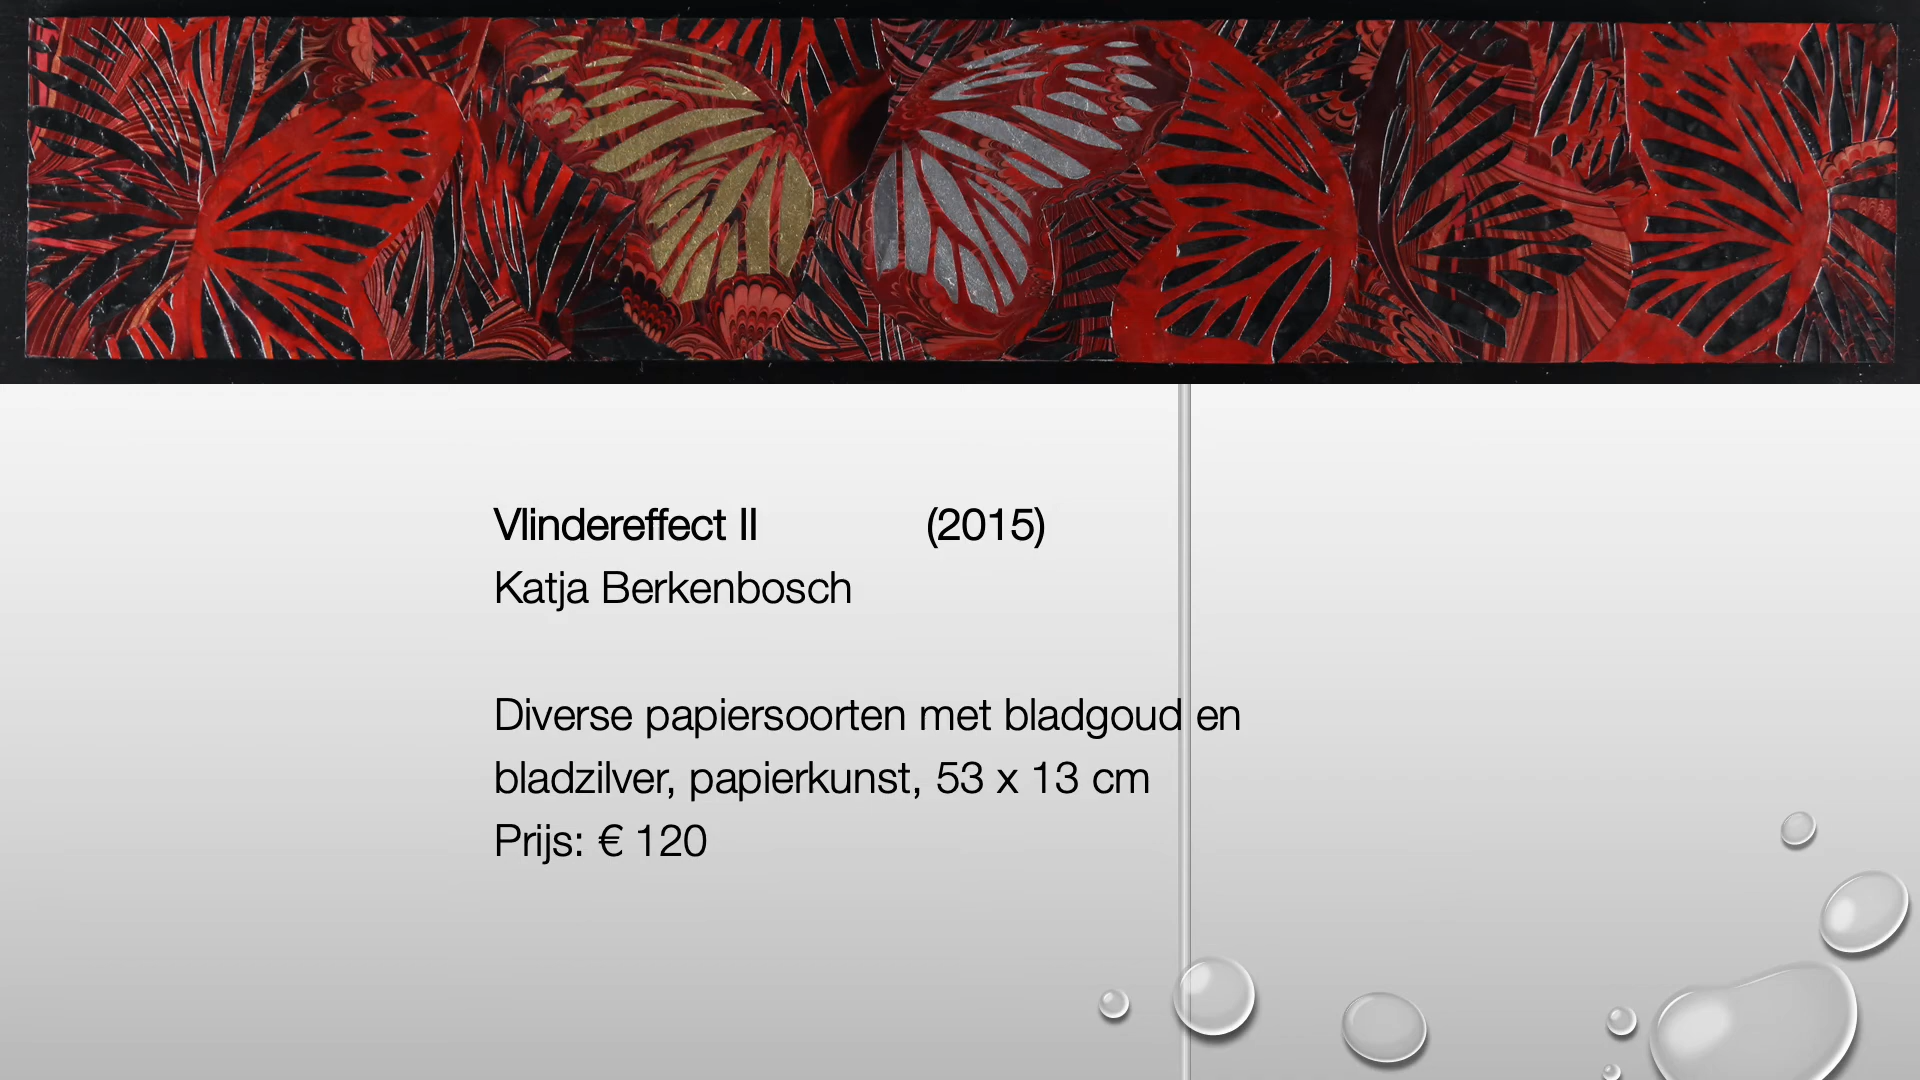 Vlindereffect II (2015)
Katja Berkenbosch
Diverse papiersoorten met bladgoud en
bladzilver, papierkunst, 53 x 13 cm
Prijs: € 120